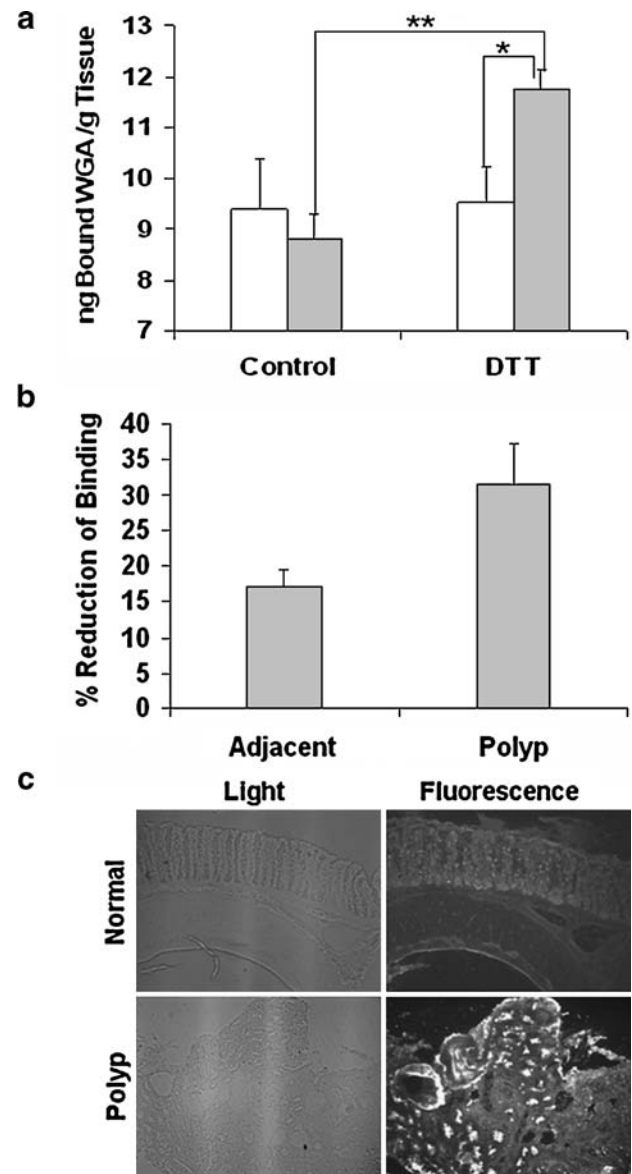 a
ng Bound WGA/g Tissue
13
12
11
10
9
8
7
**
*
Control DTT
b
% Reduction of Binding
40
35
30
25
20
15
10
5
0
Adjacent Polyp
c
Light Fluorescence
Normal
Polyp